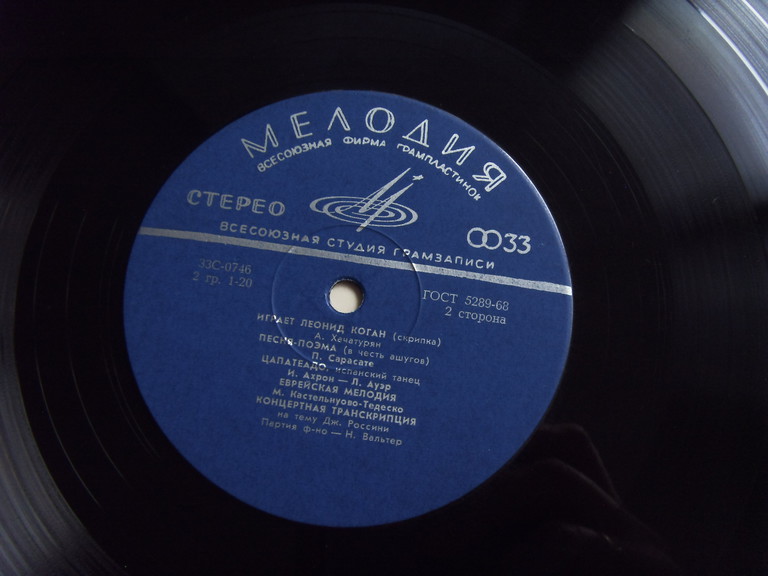 МЕЛОДИЯ
ВСЕСОЮЗНАЯ ФИРМА ГРАМПЛАСТИНОК
СТЕРЕО
33
ВСЕСОЮЗНАЯ СТУДИЯ ГРАМЗАПИСИ
33С-0746
2 гр. 1-20
ГОСТ 5289-68
2 сторона
ИГРАЕТ ЛЕОНИД КОГАН (скрипка)
А. Хачатурян
ПЕСНЯ-ПОЭМА (в честь ашугов)
П. Сарасате
ЦАПАТЕАДО, испанский танец
И. Ахрон — Л. Ауэр
ЕВРЕЙСКАЯ МЕЛОДИЯ
М. Кастельнуово-Тедеско
КОНЦЕРТНАЯ ТРАНСКРИПЦИЯ
на тему Дж. Россини
Партия ф-но — Н. Вальтер